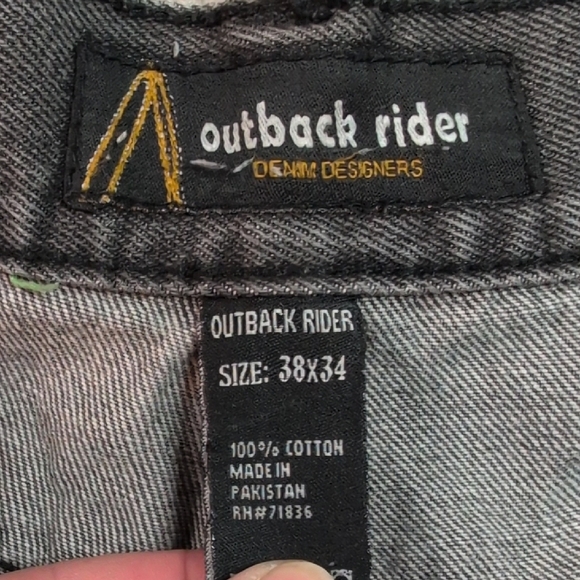 outback rider
DENIM DESIGNERS
OUTBACK RIDER
SIZE: 38X34
100% COTTON
MADE IN
PAKISTAN
RH#71836